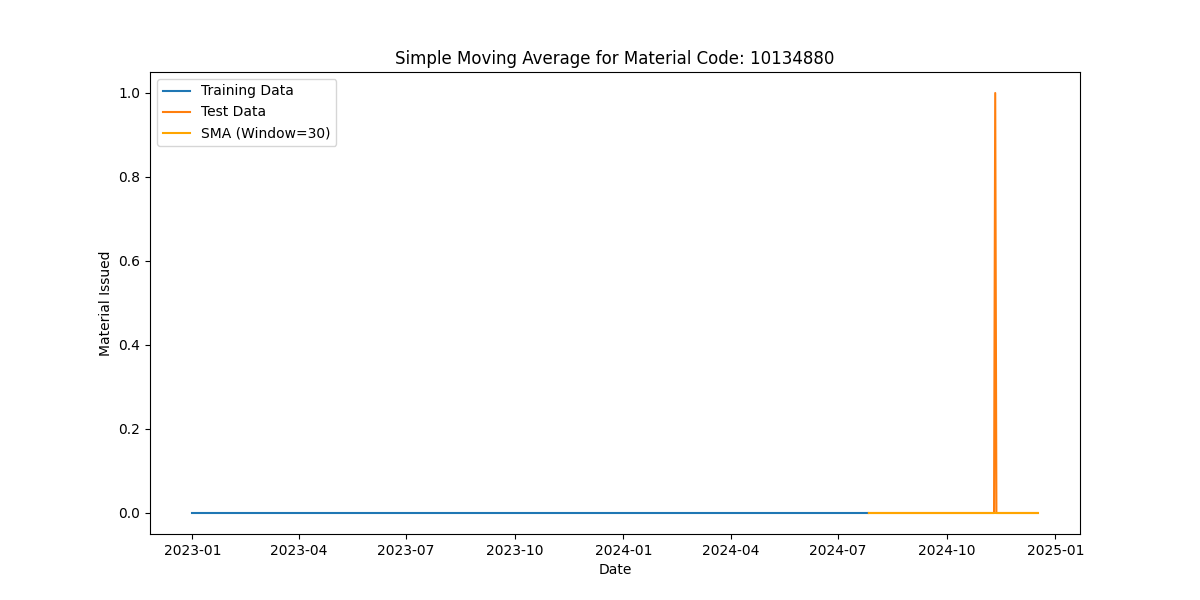 Simple Moving Average for Material Code: 10134880
Training Data
Test Data
SMA (Window=30)
Material Issued
1.0
0.8
0.6
0.4
0.2
0.0
2023-01 2023-04 2023-07 2023-10 2024-01 2024-04 2024-07 2024-10 2025-01
Date